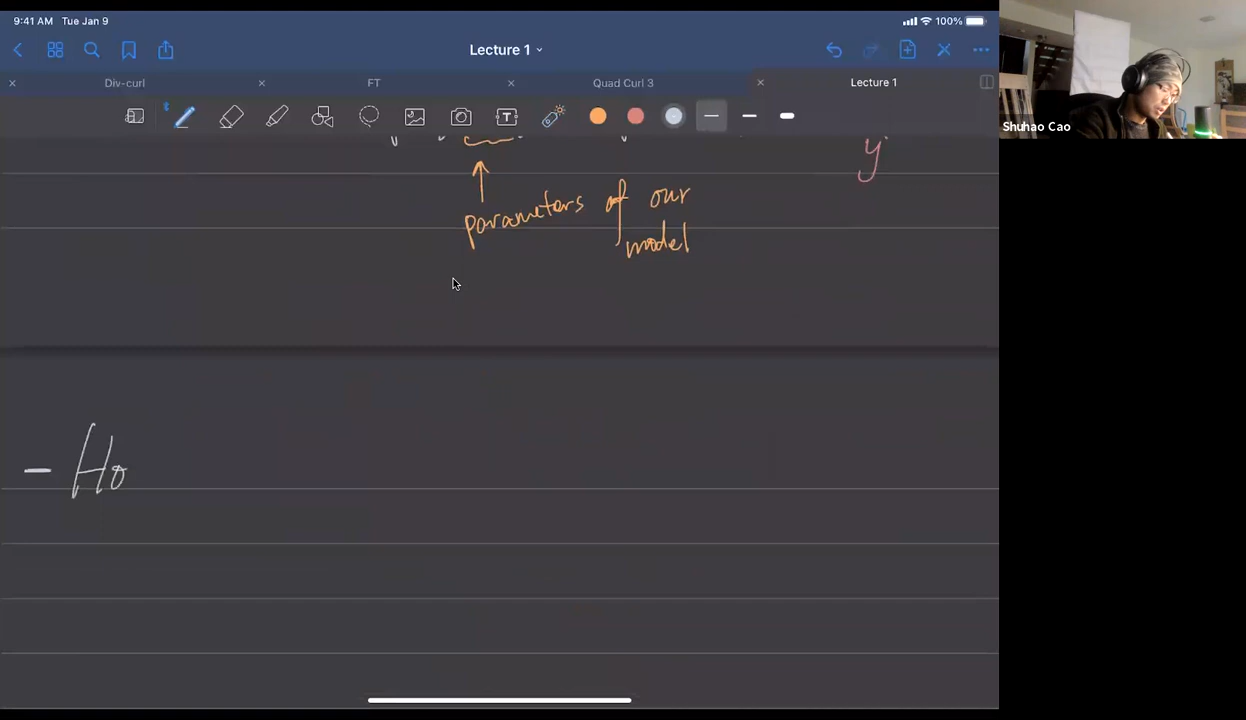 9:41 AM Tue Jan 9
100%
Lecture 1
Div-curl
FT
Quad Curl 3
Lecture 1
T
Shuhao Cao
y
parameters of our
model
- Ho